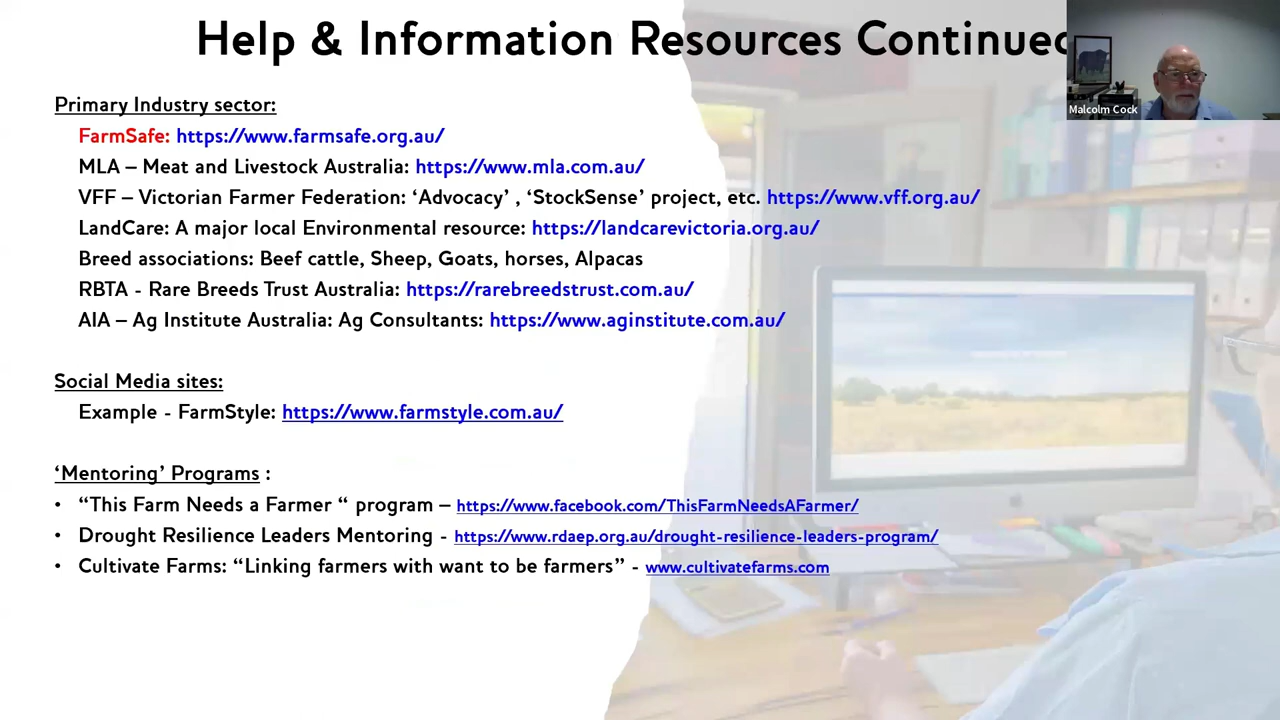 Help & Information Resources Continued
Malcolm Cock
Primary Industry sector:
FarmSafe: https://www.farmsafe.org.au/
MLA – Meat and Livestock Australia: https://www.mla.com.au/
VFF – Victorian Farmer Federation: ‘Advocacy’ , ‘StockSense’ project, etc. https://www.vff.org.au/
LandCare: A major local Environmental resource: https://landcarevictoria.org.au/
Breed associations: Beef cattle, Sheep, Goats, horses, Alpacas
RBTA - Rare Breeds Trust Australia: https://rarebreedstrust.com.au/
AIA – Ag Institute Australia: Ag Consultants: https://www.aginstitute.com.au/
Social Media sites:
Example - FarmStyle: https://www.farmstyle.com.au/
‘Mentoring’ Programs :
• “This Farm Needs a Farmer “ program – https://www.facebook.com/ThisFarmNeedsAFarmer/
• Drought Resilience Leaders Mentoring - https://www.rdaep.org.au/drought-resilience-leaders-program/
• Cultivate Farms: “Linking farmers with want to be farmers” - www.cultivatefarms.com